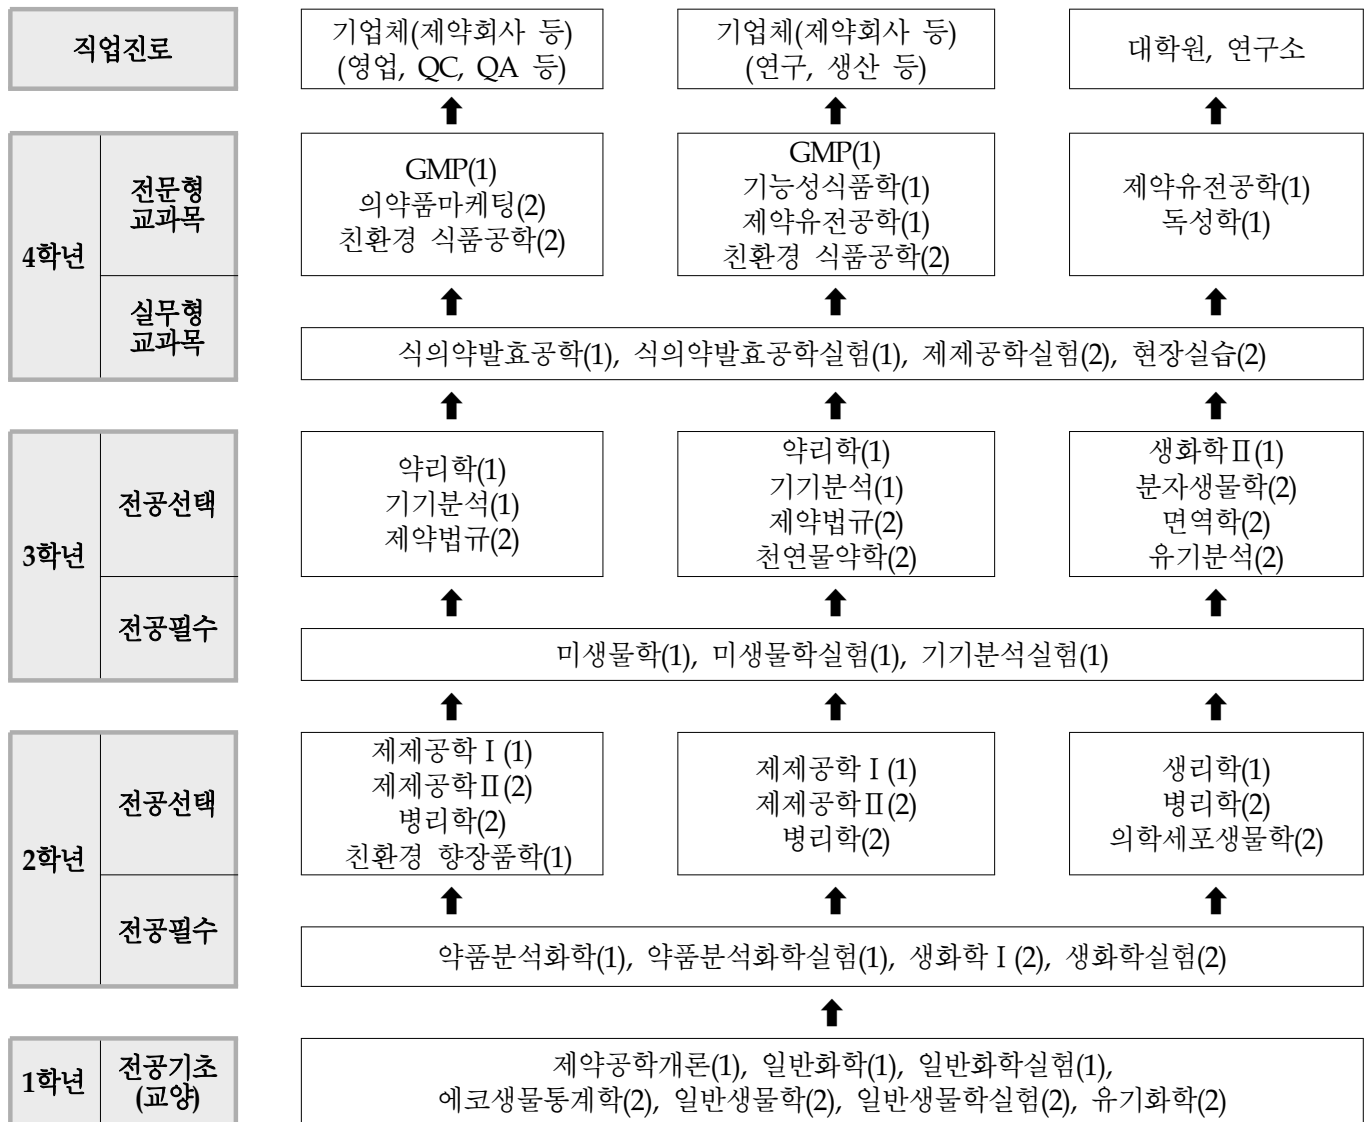 직업진로
기업체(제약회사 등)
(영업, QC, QA 등)
기업체(제약회사 등)
(연구, 생산 등)
대학원, 연구소
4학년
전문형
교과목
GMP(1)
의약품마케팅(2)
친환경 식품공학(2)
GMP(1)
기능성식품학(1)
제약유전공학(1)
친환경 식품공학(2)
제약유전공학(1)
독성학(1)
실무형
교과목
식의약발효공학(1), 식의약발효공학실험(1), 제제공학실험(2), 현장실습(2)
3학년
전공선택
약리학(1)
기기분석(1)
제약법규(2)
약리학(1)
기기분석(1)
제약법규(2)
천연물약학(2)
생화학Ⅱ(1)
분자생물학(2)
면역학(2)
유기분석(2)
전공필수
미생물학(1), 미생물학실험(1), 기기분석실험(1)
2학년
전공선택
제제공학Ⅰ(1)
제제공학Ⅱ(2)
병리학(2)
친환경 향장품학(1)
제제공학Ⅰ(1)
제제공학Ⅱ(2)
병리학(2)
생리학(1)
병리학(2)
의학세포생물학(2)
전공필수
약품분석화학(1), 약품분석화학실험(1), 생화학Ⅰ(2), 생화학실험(2)
1학년
전공기초
(교양)
제약공학개론(1), 일반화학(1), 일반화학실험(1),
에코생물통계학(2), 일반생물학(2), 일반생물학실험(2), 유기화학(2)